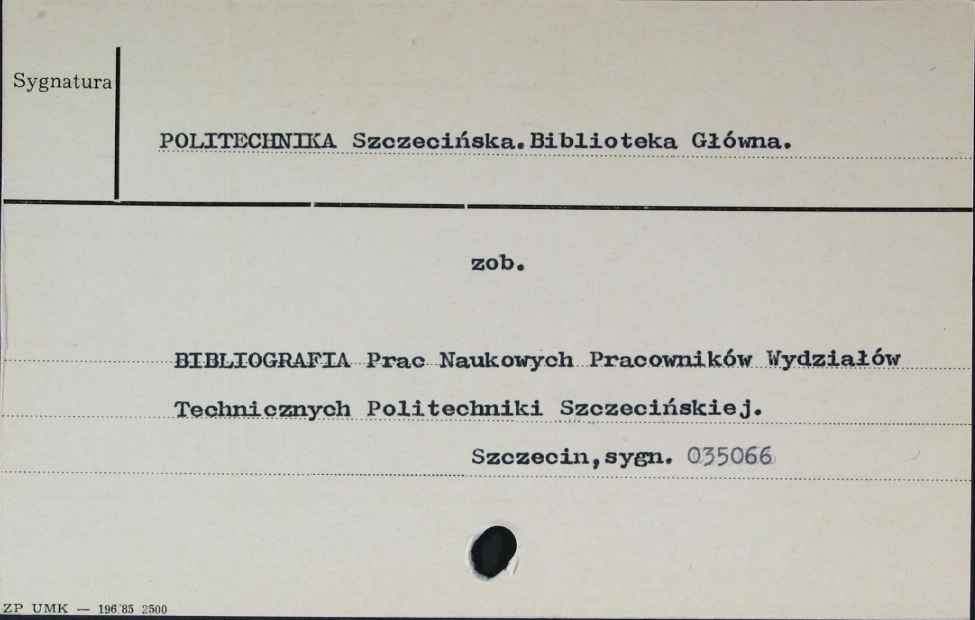 Sygnatura
POLITECHNIKA Szczecińska.Biblioteka Główna.
zob.
BIBLIOGRAFIA Prac Naukowych Pracowników Wydziałów
Technicznych Politechniki Szczecińskiej.
Szczecin,sygn. 035066
ZP UMK — 196/85 2500